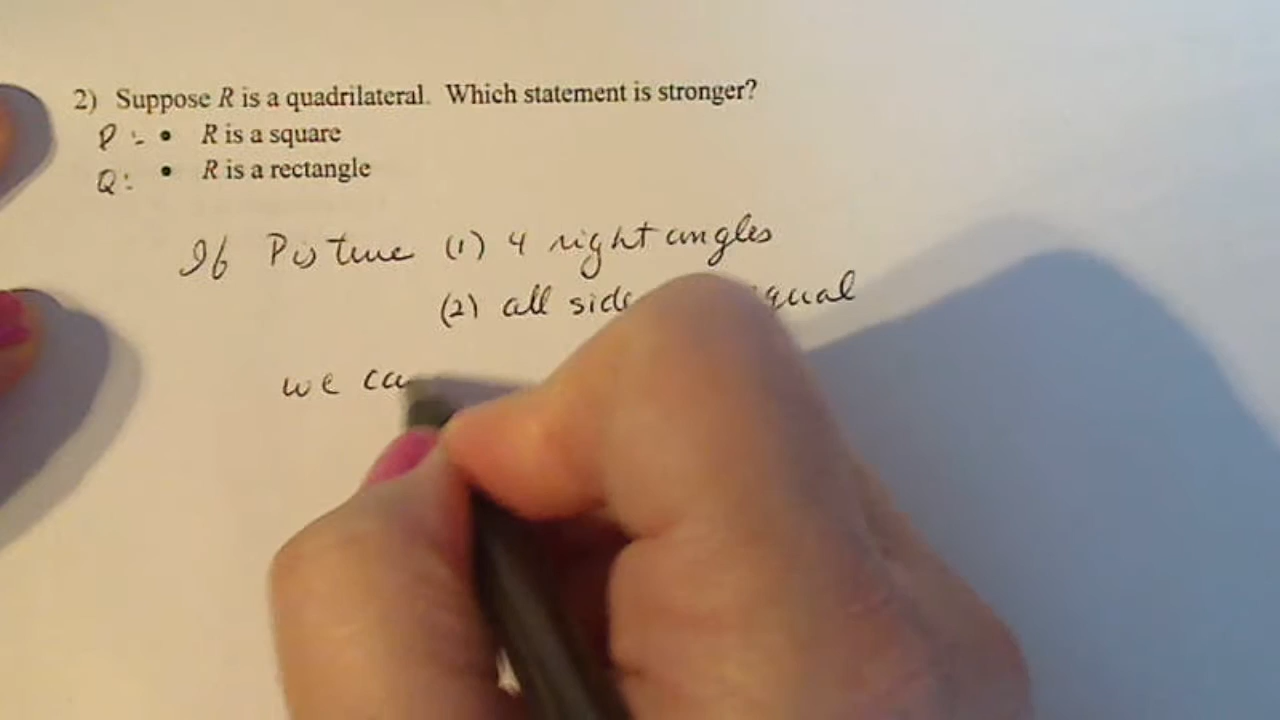 2) Suppose R is a quadrilateral. Which statement is stronger?
P: • R is a square
Q: • R is a rectangle
If P is true (1) 4 right angles
(2) all
we